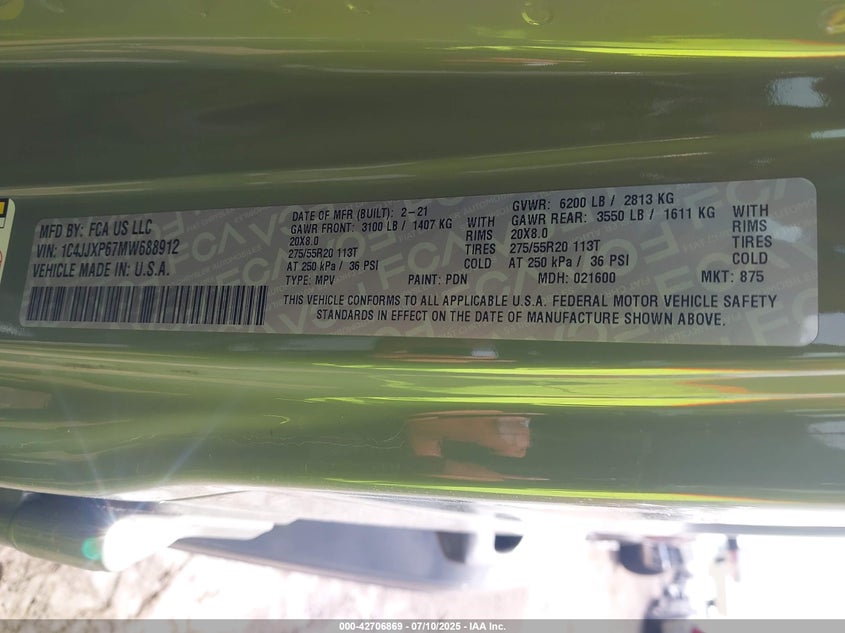 MFD BY: FCA US LLC
VIN: 1C4JJXP67MW688912
VEHICLE MADE IN: U.S.A.
DATE OF MFR (BUILT): 2-21
GAWR FRONT: 3100 LB / 1407 KG WITH
20X8.0 RIMS
275/55R20 113T TIRES
AT 250 kPa / 36 PSI COLD
TYPE: MPV PAINT: PDN
GVWR: 6200 LB / 2813 KG
GAWR REAR: 3550 LB / 1611 KG WITH
20X8.0 RIMS
275/55R20 113T TIRES
AT 250 kPa / 36 PSI COLD
MDH: 021600 MKT: 875
THIS VEHICLE CONFORMS TO ALL APPLICABLE U.S.A. FEDERAL MOTOR VEHICLE SAFETY
STANDARDS IN EFFECT ON THE DATE OF MANUFACTURE SHOWN ABOVE.
000-42706869 - 07/10/2025 - IAA Inc.